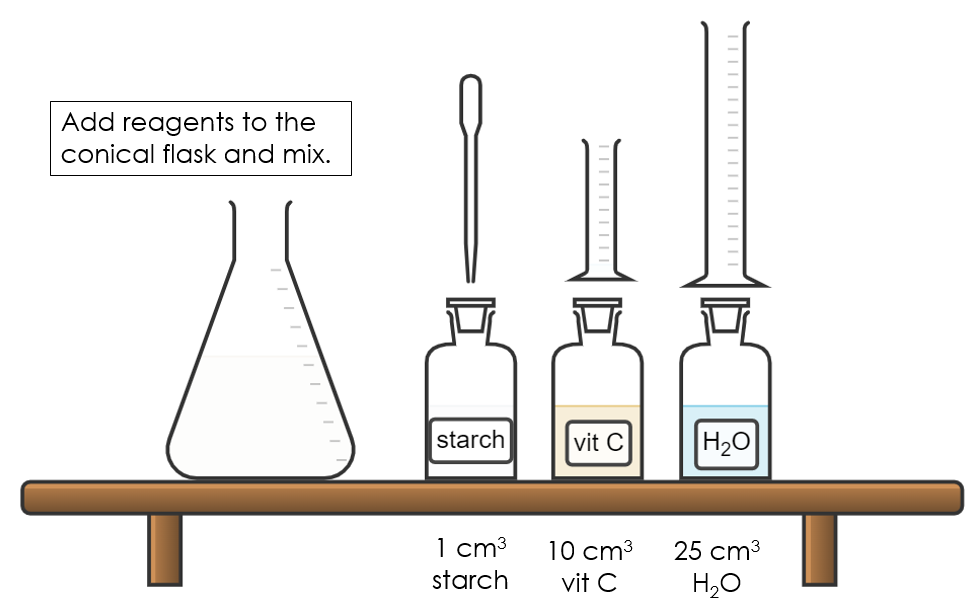 Add reagents to the
conical flask and mix.
starch
vit C
H₂O
1 cm³
starch
10 cm³
vit C
25 cm³
H₂O